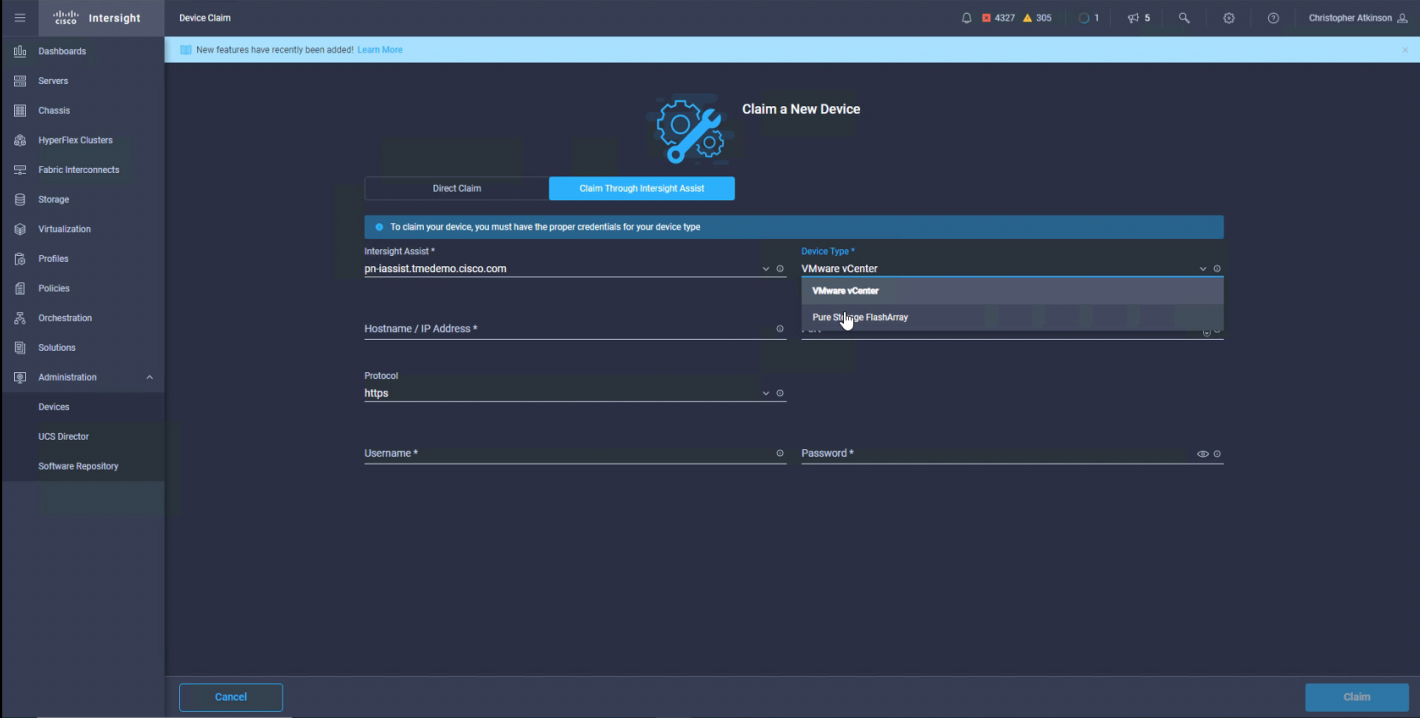 cisco Intersight
Device Claim
4327 305 1 5 Christopher Atkinson
New features have recently been added! Learn More
Dashboards
Servers
Chassis
HyperFlex Clusters
Fabric Interconnects
Storage
Virtualization
Profiles
Policies
Orchestration
Solutions
Administration
Devices
UCS Director
Software Repository
Claim a New Device
Direct Claim Claim Through Intersight Assist
To claim your device, you must have the proper credentials for your device type
Intersight Assist *
pn-iassist.tmedemo.cisco.com
Device Type *
VMware vCenter
VMware vCenter
Pure Storage FlashArray
Hostname / IP Address *
Protocol
https
Username *
Password *
Cancel
Claim